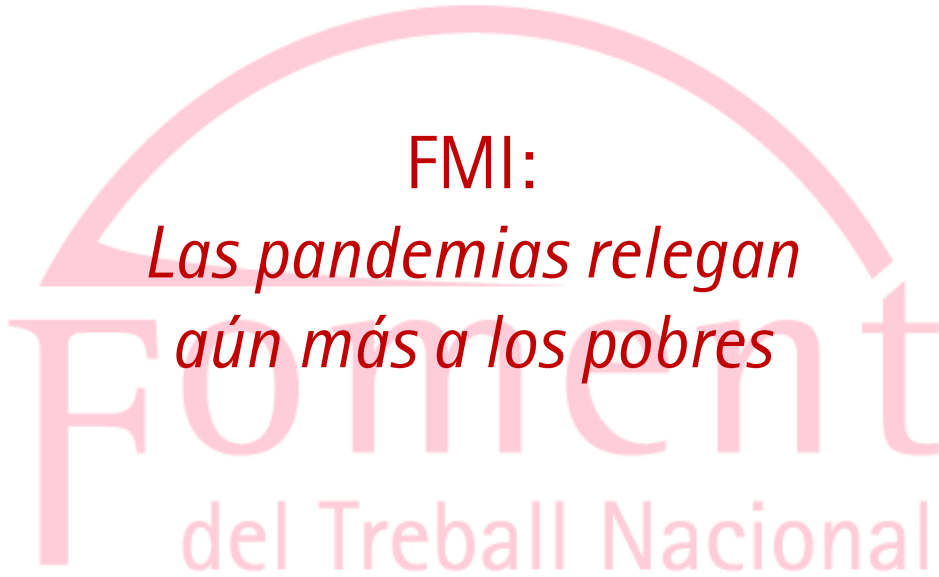 FMI:
Las pandemias relegan
aún más a los pobres
Foment
del Treball Nacional